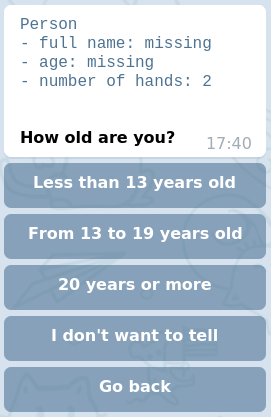 Person
- full name: missing
- age: missing
- number of hands: 2
How old are you?
17:40
Less than 13 years old
From 13 to 19 years old
20 years or more
I don't want to tell
Go back